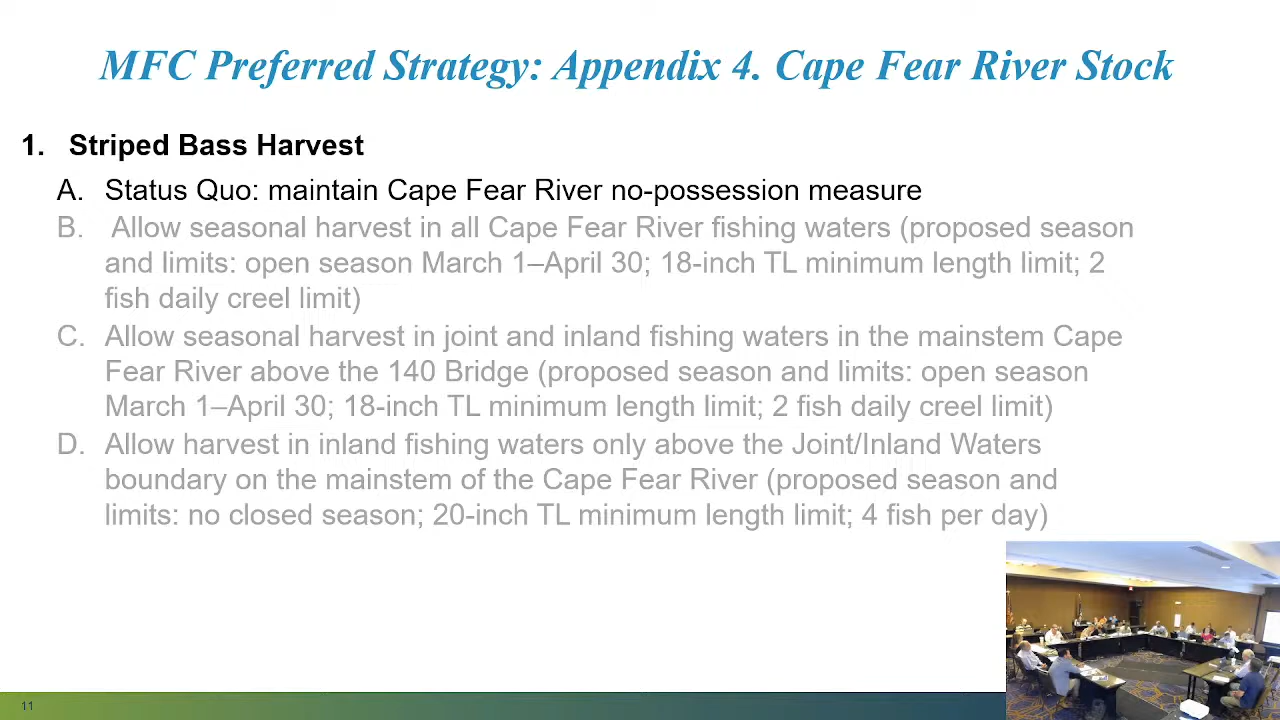 MFC Preferred Strategy: Appendix 4. Cape Fear River Stock
1. Striped Bass Harvest
A. Status Quo: maintain Cape Fear River no-possession measure
B. Allow seasonal harvest in all Cape Fear River fishing waters (proposed season
and limits: open season March 1–April 30; 18-inch TL minimum length limit; 2
fish daily creel limit)
C. Allow seasonal harvest in joint and inland fishing waters in the mainstem Cape
Fear River above the 140 Bridge (proposed season and limits: open season
March 1–April 30; 18-inch TL minimum length limit; 2 fish daily creel limit)
D. Allow harvest in inland fishing waters only above the Joint/Inland Waters
boundary on the mainstem of the Cape Fear River (proposed season and
limits: no closed season; 20-inch TL minimum length limit; 4 fish per day)
11